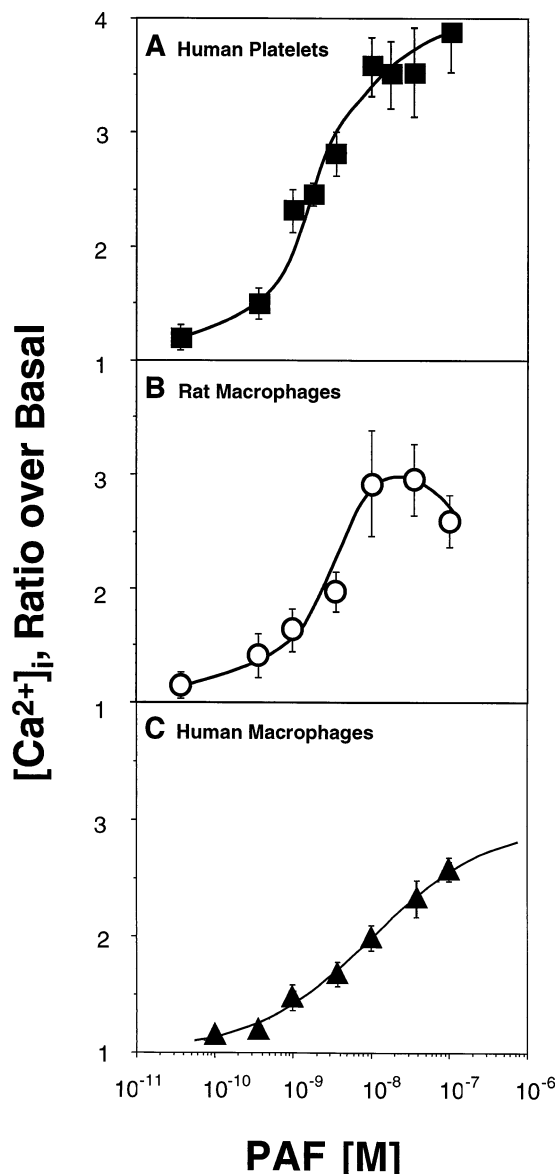 [Ca²⁺]ᵢ, Ratio over Basal
4
A Human Platelets
3
2
1
B Rat Macrophages
3
2
1
C Human Macrophages
3
2
1
10⁻¹¹ 10⁻¹⁰ 10⁻⁹ 10⁻⁸ 10⁻⁷ 10⁻⁶
PAF [M]